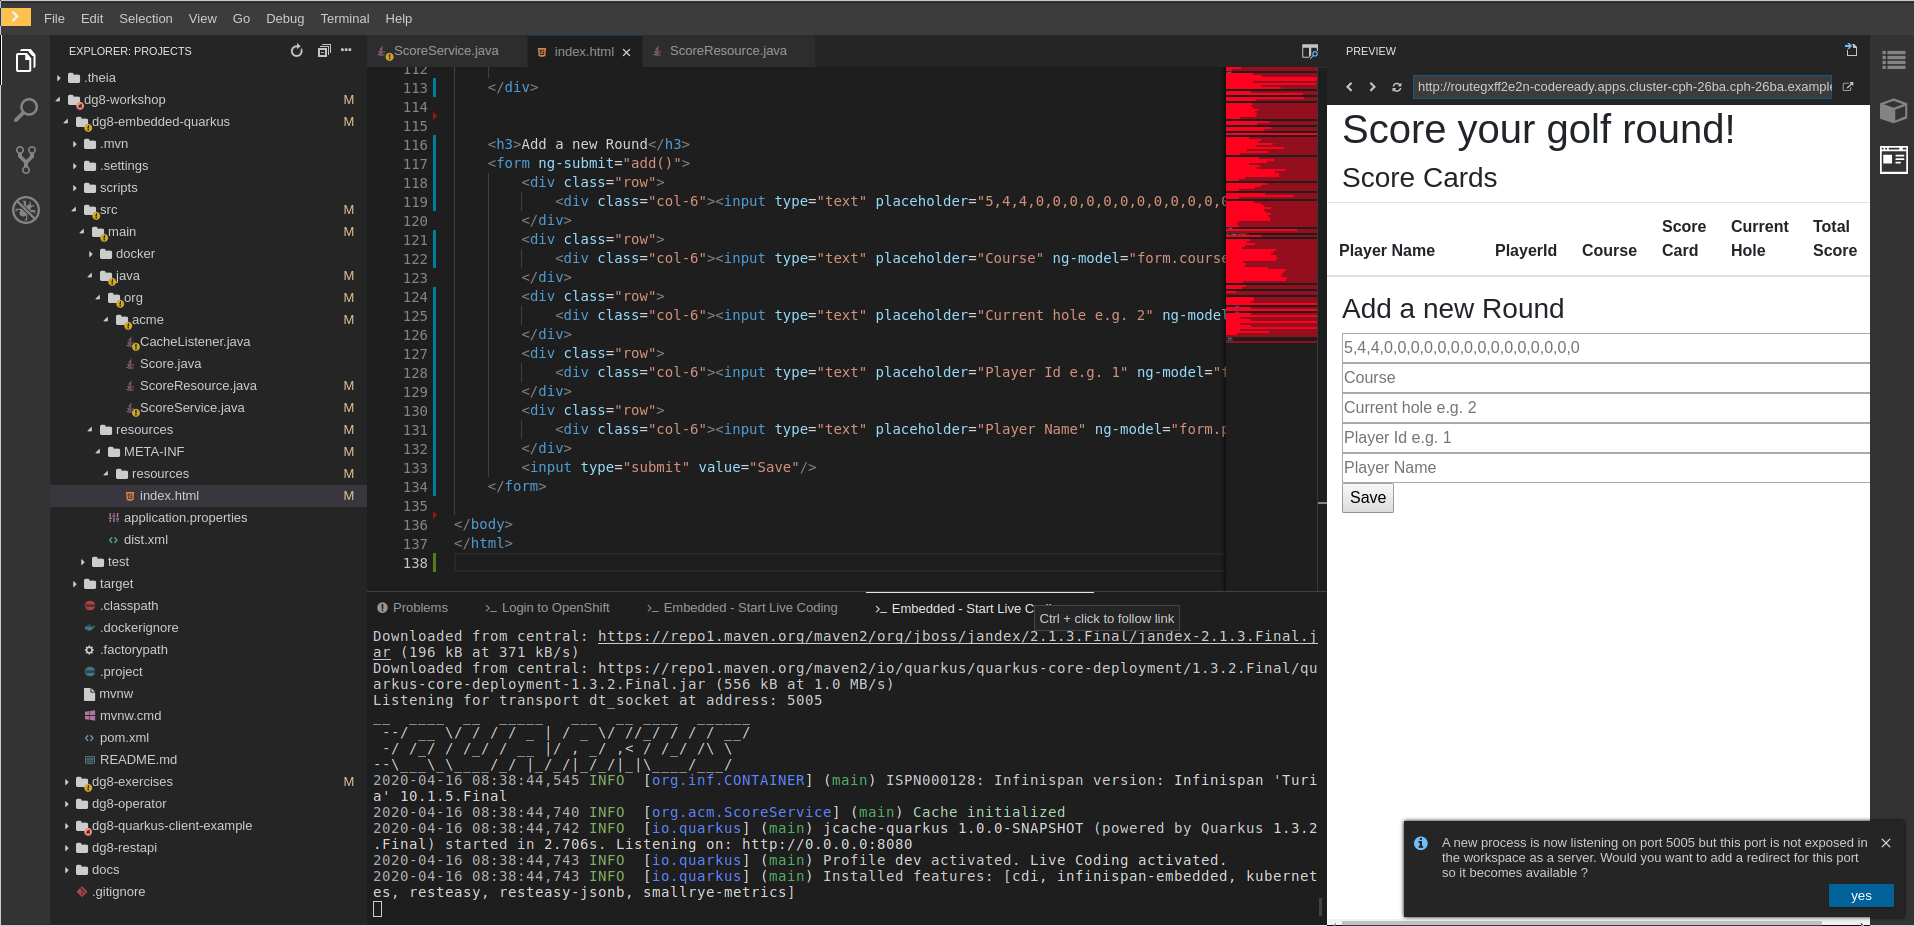 File Edit Selection View Go Debug Terminal Help
EXPLORER: PROJECTS
.theia
dg8-workshop M
dg8-embedded-quarkus M
.mvn
.settings
scripts
src M
main M
docker
java M
org M
acme M
CacheListener.java
Score.java
ScoreResource.java M
ScoreService.java M
resources M
META-INF M
resources M
index.html M
application.properties
dist.xml
test
target
.classpath
.dockerignore
.factorypath
.project
mvnw
mvnw.cmd
pom.xml
README.md
dg8-exercises M
dg8-operator
dg8-quarkus-client-example
dg8-restapi
docs
.gitignore
ScoreService.java index.html ScoreResource.java
112
113 </div>
114
115
116 <h3>Add a new Round</h3>
117 <form ng-submit="add()">
118 <div class="row">
119 <div class="col-6"><input type="text" placeholder="5,4,4,0,0,0,0,0,0,0,0,0,0,0,0
120 </div>
121 <div class="row">
122 <div class="col-6"><input type="text" placeholder="Course" ng-model="form.course
123 </div>
124 <div class="row">
125 <div class="col-6"><input type="text" placeholder="Current hole e.g. 2" ng-model
126 </div>
127 <div class="row">
128 <div class="col-6"><input type="text" placeholder="Player Id e.g. 1" ng-model="f
129 </div>
130 <div class="row">
131 <div class="col-6"><input type="text" placeholder="Player Name" ng-model="form.p
132 </div>
133 <input type="submit" value="Save"/>
134 </form>
135
136 </body>
137 </html>
138
Problems >_ Login to OpenShift >_ Embedded - Start Live Coding >_ Embedded - Start Live C
Ctrl + click to follow link
Downloaded from central: https://repo1.maven.org/maven2/org/jboss/jandex/2.1.3.Final/jandex-2.1.3.Final.j
ar (196 kB at 371 kB/s)
Downloaded from central: https://repo1.maven.org/maven2/io/quarkus/quarkus-core-deployment/1.3.2.Final/qu
arkus-core-deployment-1.3.2.Final.jar (556 kB at 1.0 MB/s)
Listening for transport dt_socket at address: 5005
__  ____  __  _____   ___  __ ____  ______
 --/ __ \/ / / / _ | / _ \/ //_/ / / / __/
 -/ /_/ / /_/ / __ |/ , _/ ,< / /_/ /\ \
--\___\_\____/_/ |_/_/|_/_/|_|\____/___/
2020-04-16 08:38:44,545 INFO  [org.inf.CONTAINER] (main) ISPN000128: Infinispan version: Infinispan 'Turi
a' 10.1.5.Final
2020-04-16 08:38:44,740 INFO  [org.acm.ScoreService] (main) Cache initialized
2020-04-16 08:38:44,742 INFO  [io.quarkus] (main) jcache-quarkus 1.0.0-SNAPSHOT (powered by Quarkus 1.3.2
.Final) started in 2.706s. Listening on: http://0.0.0.0:8080
2020-04-16 08:38:44,743 INFO  [io.quarkus] (main) Profile dev activated. Live Coding activated.
2020-04-16 08:38:44,743 INFO  [io.quarkus] (main) Installed features: [cdi, infinispan-embedded, kubernet
es, resteasy, resteasy-jsonb, smallrye-metrics]
PREVIEW
http://routegxff2e2n-codeready.apps.cluster-cph-26ba.cph-26ba.example
Score your golf round!
Score Cards
Player Name PlayerId Course Score Card Current Hole Total Score
Add a new Round
5,4,4,0,0,0,0,0,0,0,0,0,0,0,0,0,0,0
Course
Current hole e.g. 2
Player Id e.g. 1
Player Name
Save
A new process is now listening on port 5005 but this port is not exposed in
the workspace as a server. Would you want to add a redirect for this port
so it becomes available ?
yes